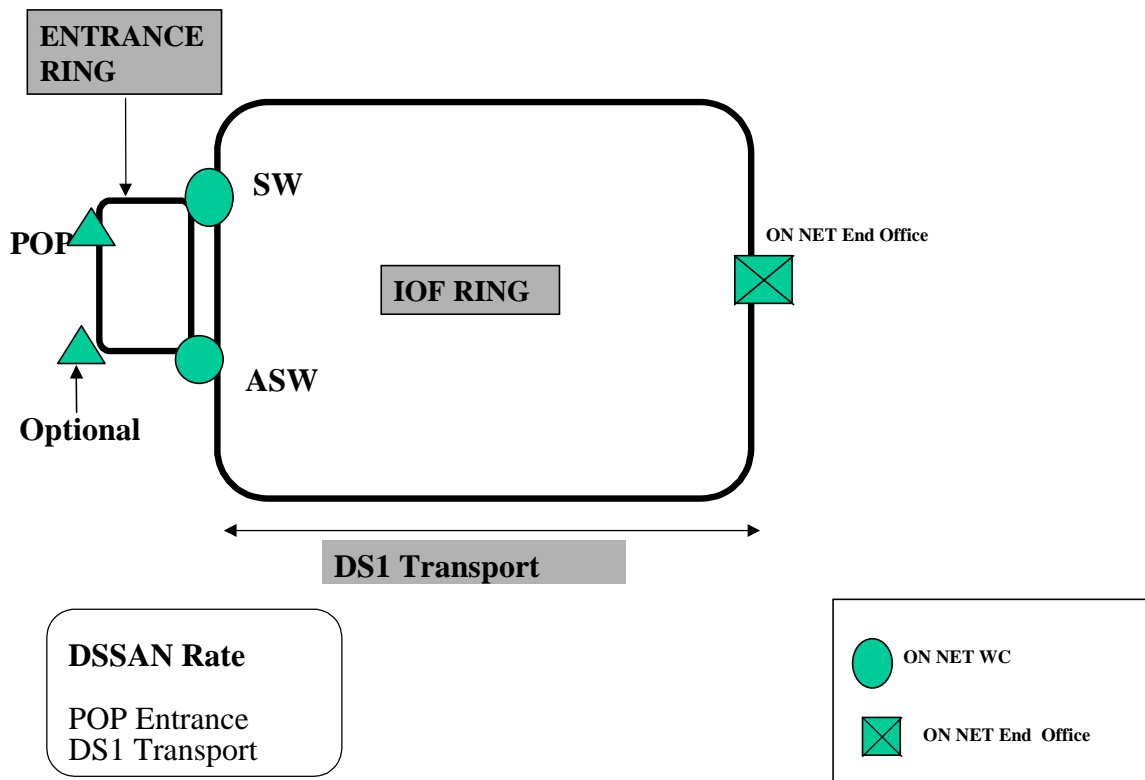 ENTRANCE
RING
SW
POP
ON NET End Office
IOF RING
ASW
Optional
DS1 Transport
DSSAN Rate
POP Entrance
DS1 Transport
ON NET WC
ON NET End Office